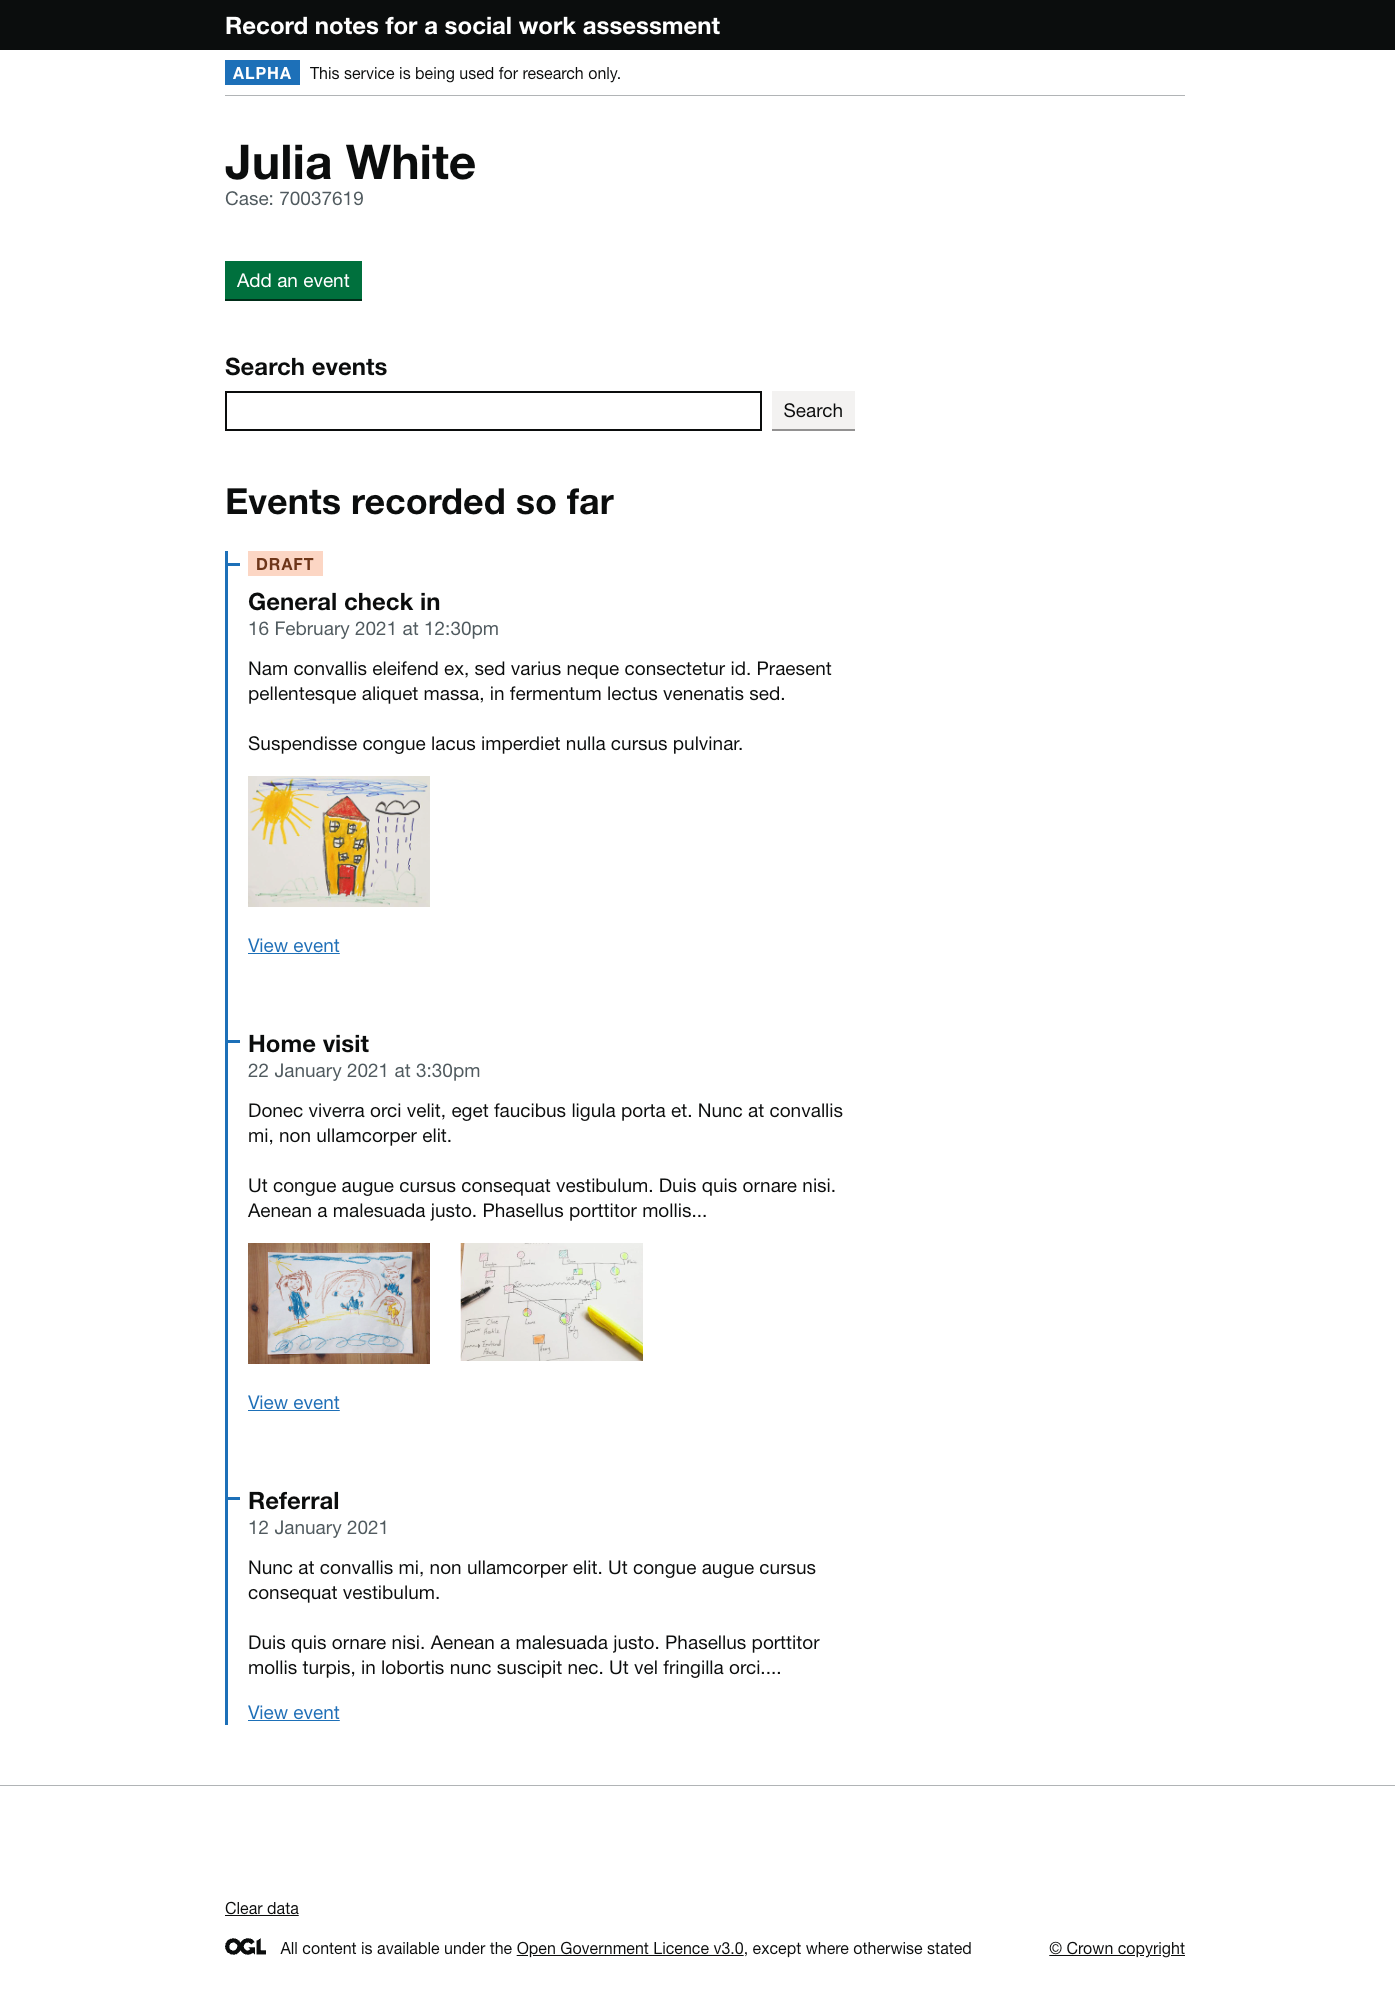 Record notes for a social work assessment
ALPHA This service is being used for research only.
Julia White
Case: 70037619
Add an event
Search events
Search
Events recorded so far
DRAFT
General check in
16 February 2021 at 12:30pm
Nam convallis eleifend ex, sed varius neque consectetur id. Praesent
pellentesque aliquet massa, in fermentum lectus venenatis sed.
Suspendisse congue lacus imperdiet nulla cursus pulvinar.
View event
Home visit
22 January 2021 at 3:30pm
Donec viverra orci velit, eget faucibus ligula porta et. Nunc at convallis
mi, non ullamcorper elit.
Ut congue augue cursus consequat vestibulum. Duis quis ornare nisi.
Aenean a malesuada justo. Phasellus porttitor mollis...
View event
Referral
12 January 2021
Nunc at convallis mi, non ullamcorper elit. Ut congue augue cursus
consequat vestibulum.
Duis quis ornare nisi. Aenean a malesuada justo. Phasellus porttitor
mollis turpis, in lobortis nunc suscipit nec. Ut vel fringilla orci....
View event
Clear data
OGL All content is available under the Open Government Licence v3.0, except where otherwise stated
© Crown copyright